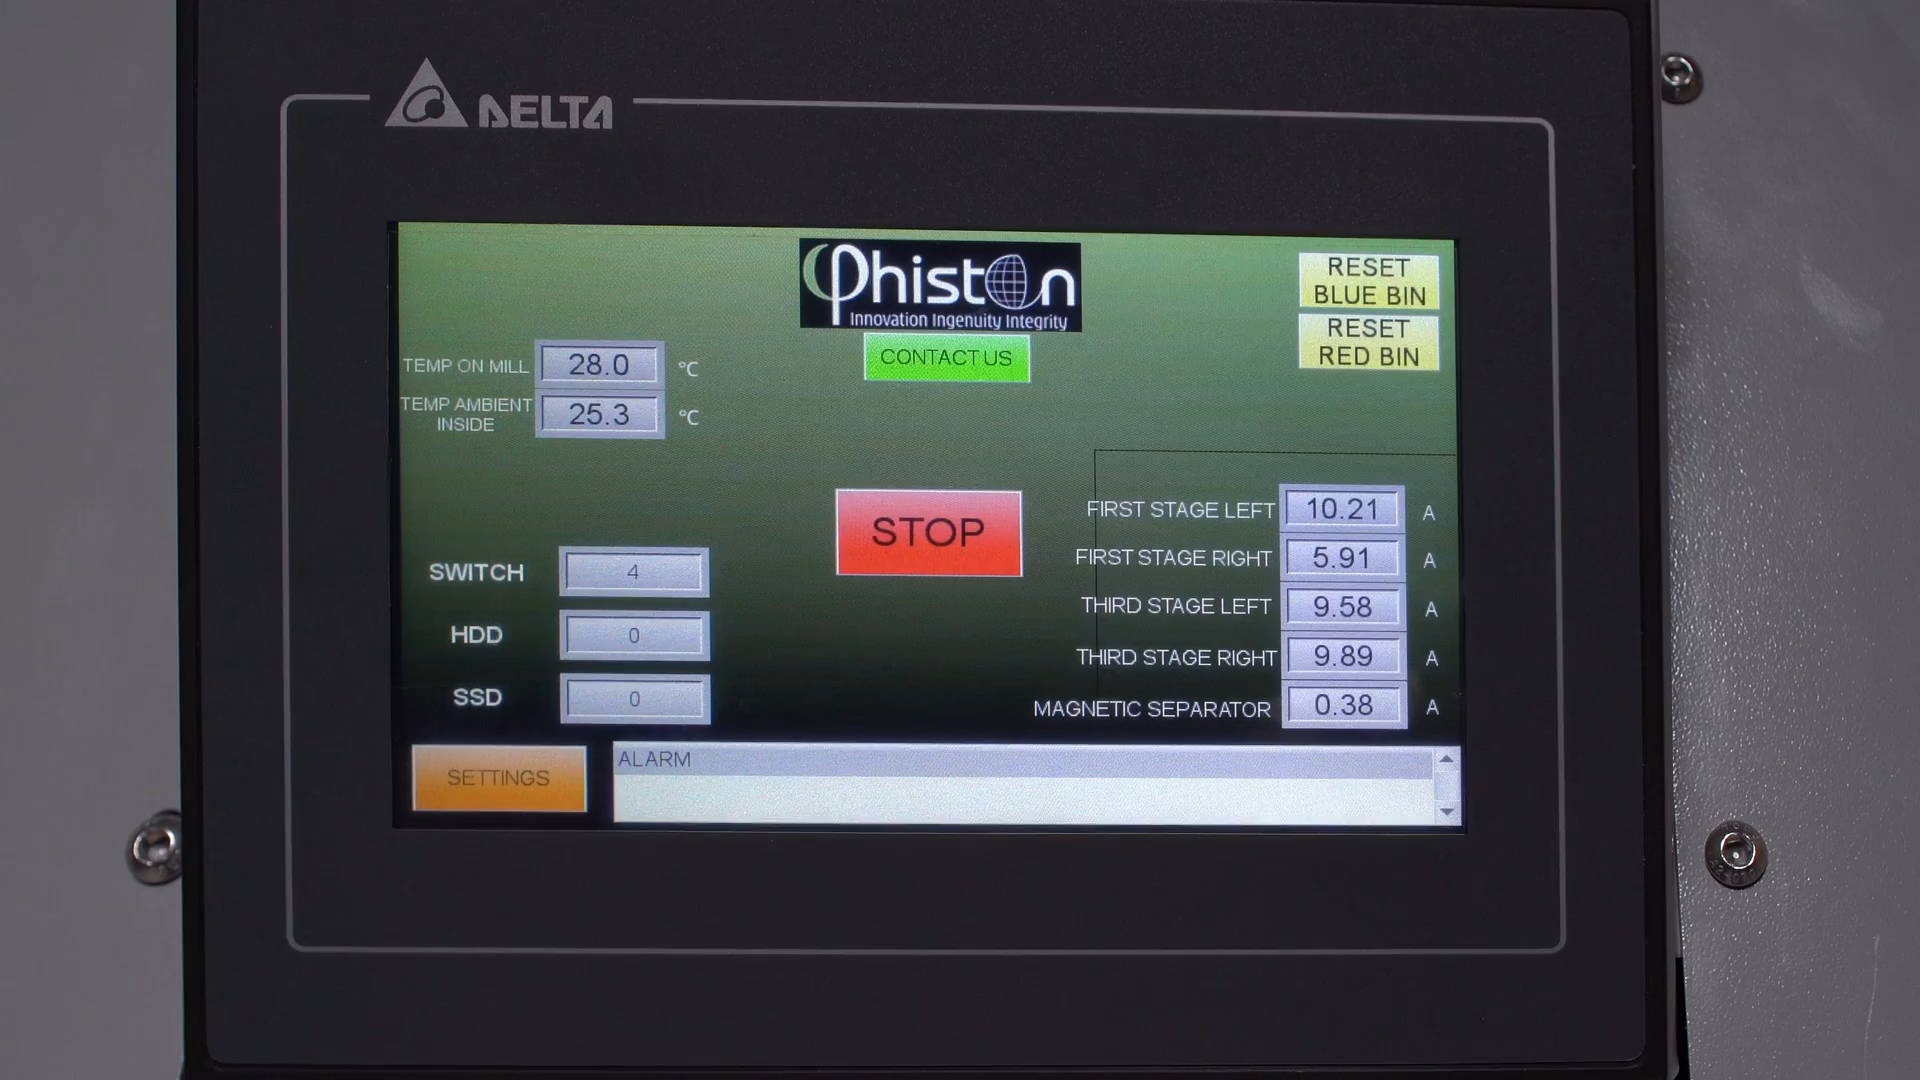 DELTA
Phiston
Innovation Ingenuity Integrity
CONTACT US
RESET
BLUE BIN
RESET
RED BIN
TEMP ON MILL 28.0 °C
TEMP AMBIENT
INSIDE 25.3 °C
STOP
SWITCH 4
HDD 0
SSD 0
FIRST STAGE LEFT 10.21 A
FIRST STAGE RIGHT 5.91 A
THIRD STAGE LEFT 9.58 A
THIRD STAGE RIGHT 9.89 A
MAGNETIC SEPARATOR 0.38 A
SETTINGS
ALARM